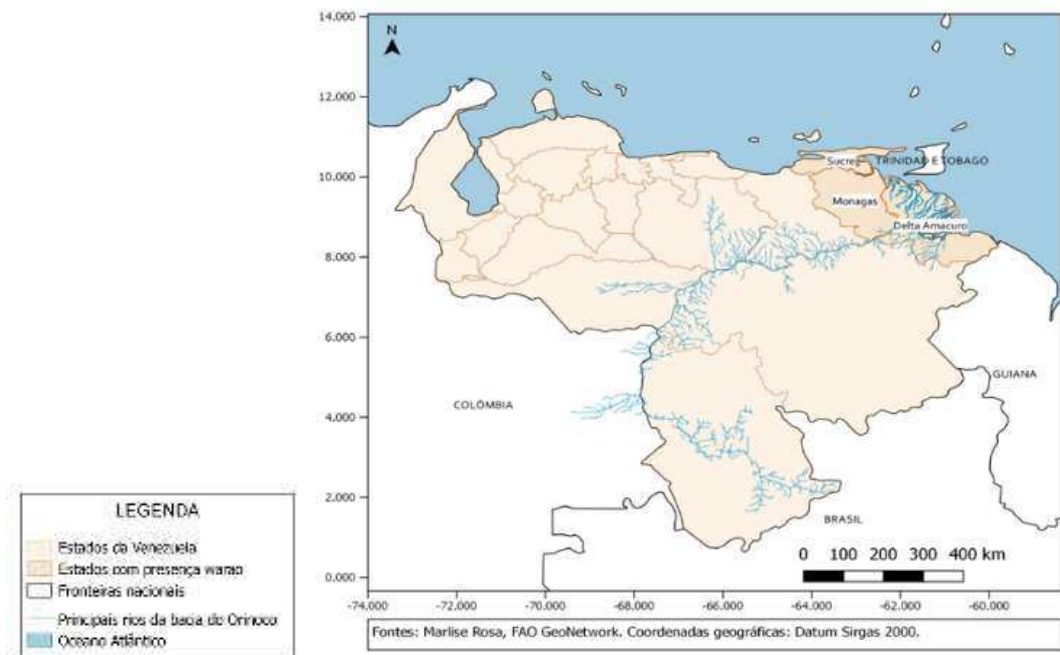 14.000
N
12.000
Sucre
TRINIDAD E TOBAGO
10.000
Monagas
Delta Amacuro
8.000
6.000
GUIANA
COLÔMBIA
4.000
2.000
BRASIL
0 100 200 300 400 km
0.000
-74.000 -72.000 -70.000 -68.000 -66.000 -64.000 -62.000 -60.000
Fontes: Marlise Rosa, FAO GeoNetwork. Coordenadas geográficas: Datum Sirgas 2000.
LEGENDA
Estados da Venezuela
Estados com presença warao
Fronteiras nacionais
Principais rios da bacia do Orinoco
Oceano Atlântico